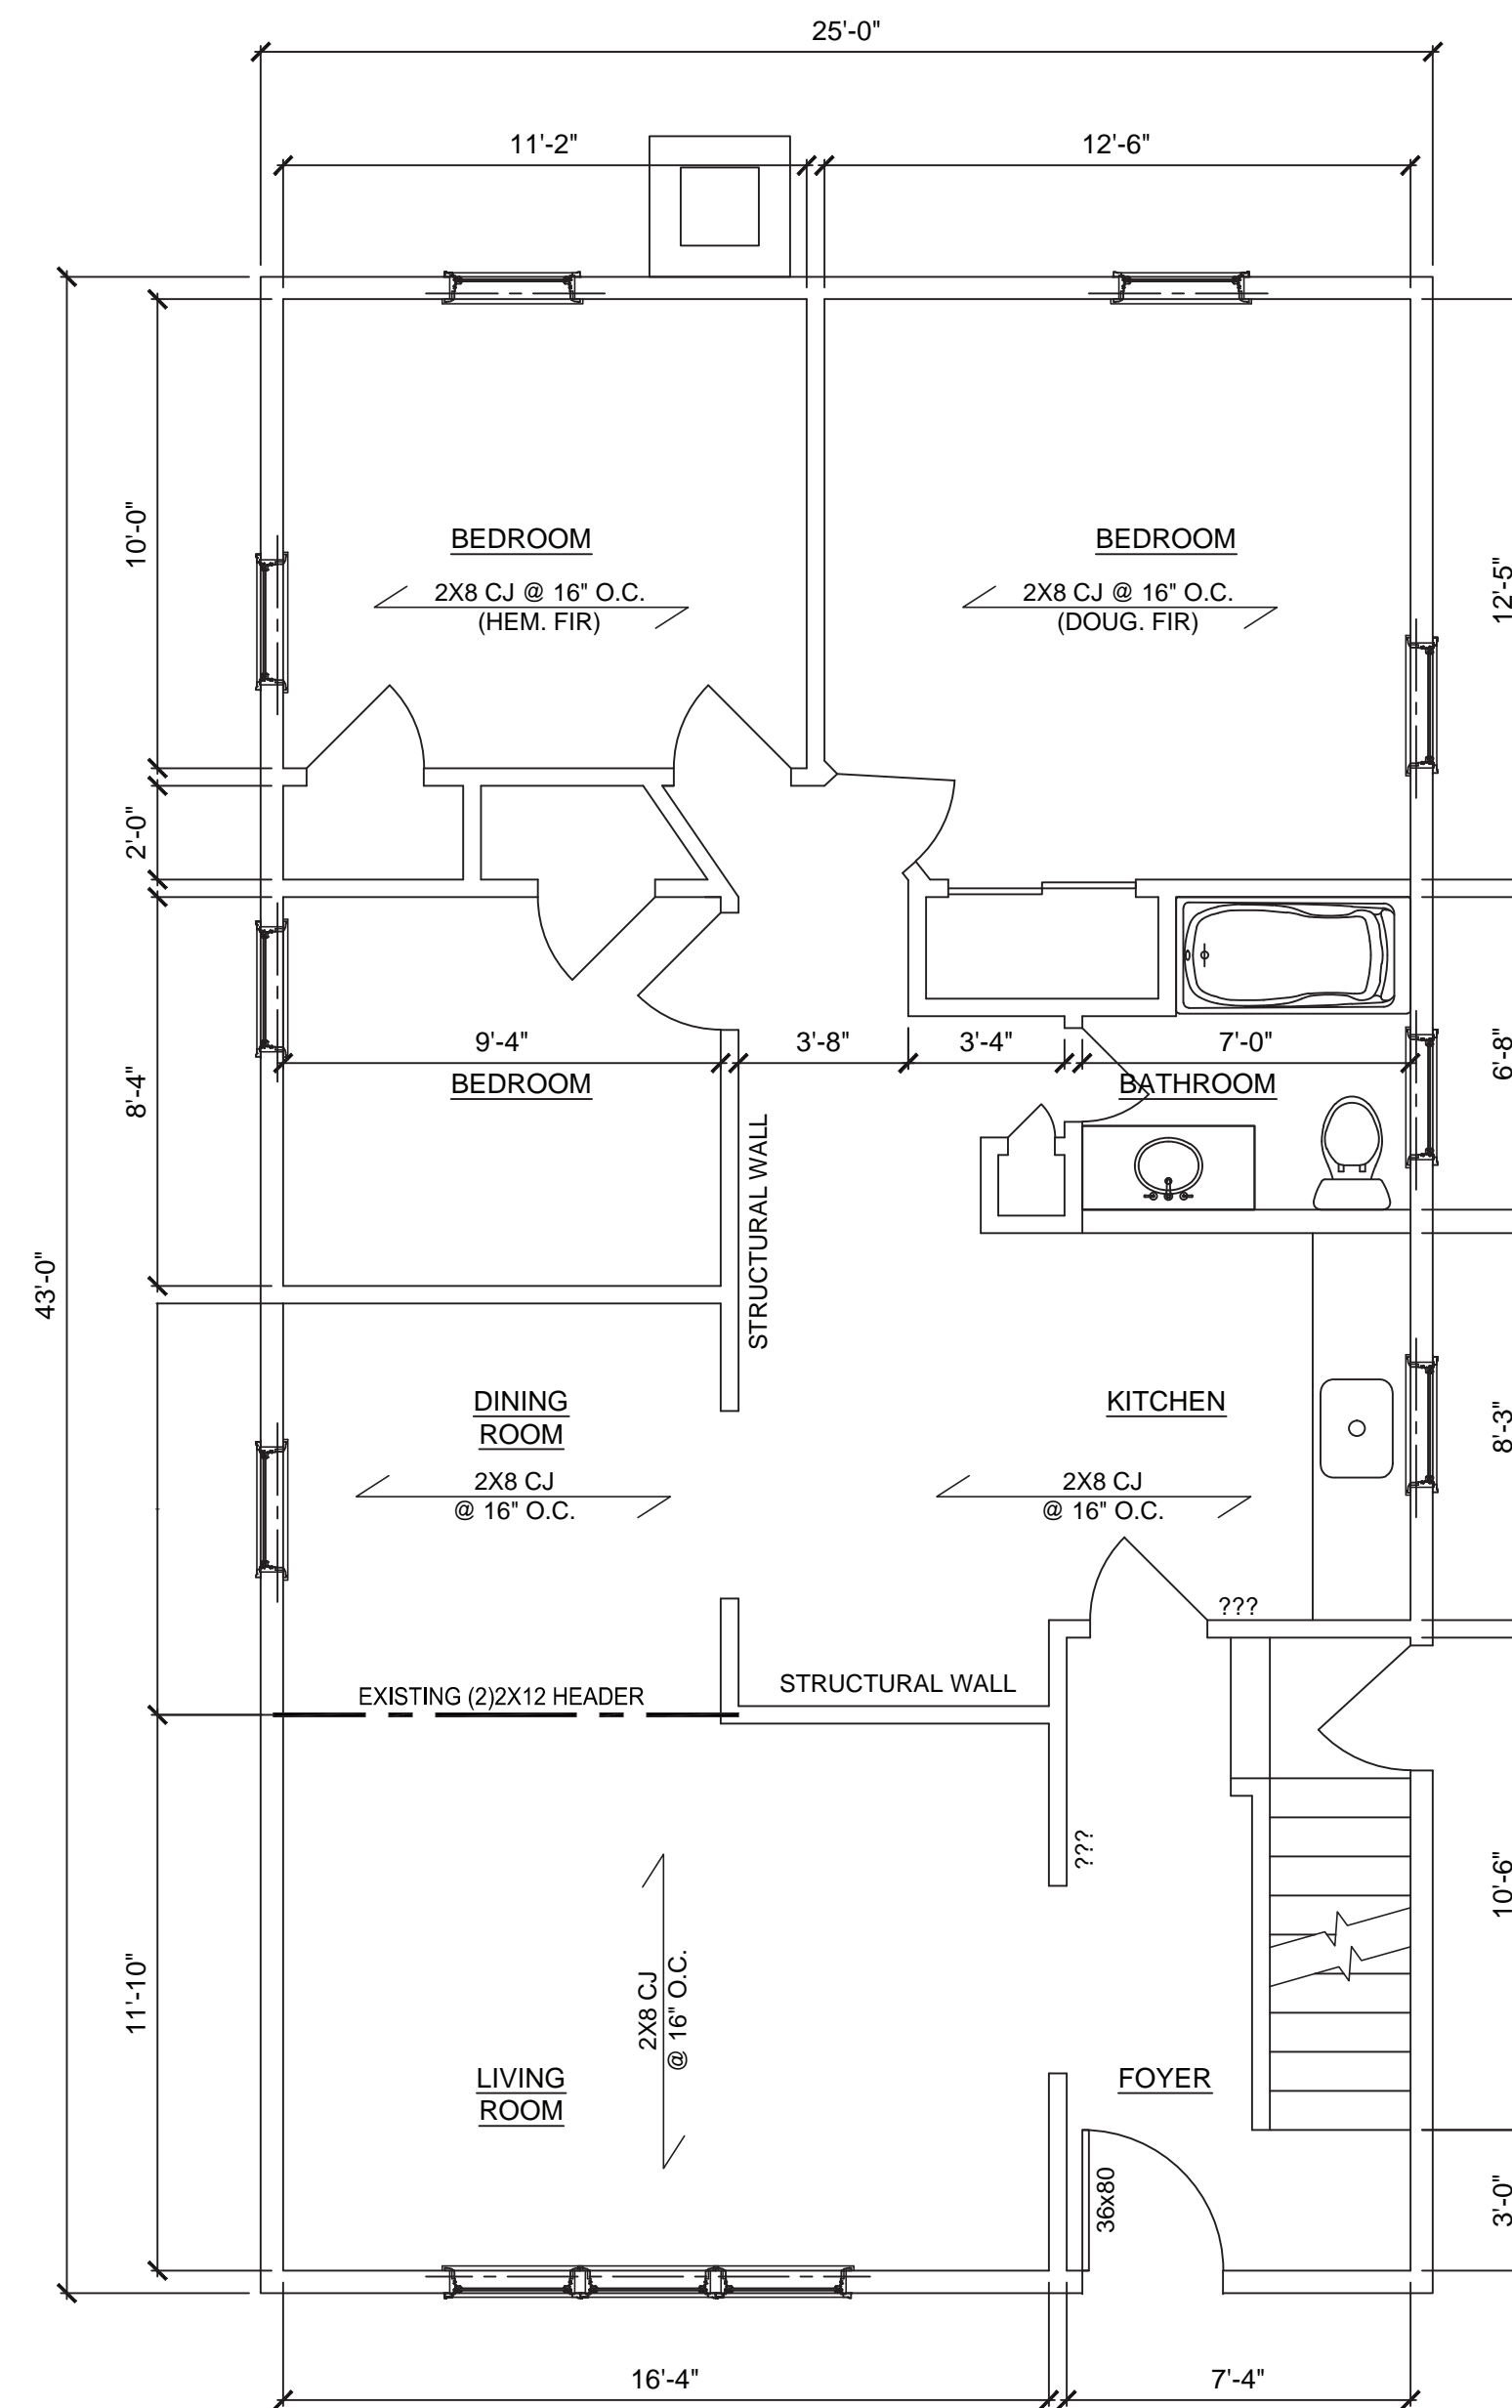 25'-0"
11'-2"
12'-6"
10'-0"
BEDROOM
2X8 CJ @ 16" O.C.
(HEM. FIR)
BEDROOM
2X8 CJ @ 16" O.C.
(DOUG. FIR)
12'-5"
2'-0"
9'-4"
3'-8"
3'-4"
7'-0"
6'-8"
8'-4"
BEDROOM
BATHROOM
STRUCTURAL WALL
43'-0"
DINING
ROOM
2X8 CJ
@ 16" O.C.
KITCHEN
2X8 CJ
@ 16" O.C.
8'-3"
???
EXISTING (2)2X12 HEADER
STRUCTURAL WALL
???
10'-6"
11'-10"
2X8 CJ
@ 16" O.C.
LIVING
ROOM
FOYER
36x80
3'-0"
16'-4"
7'-4"